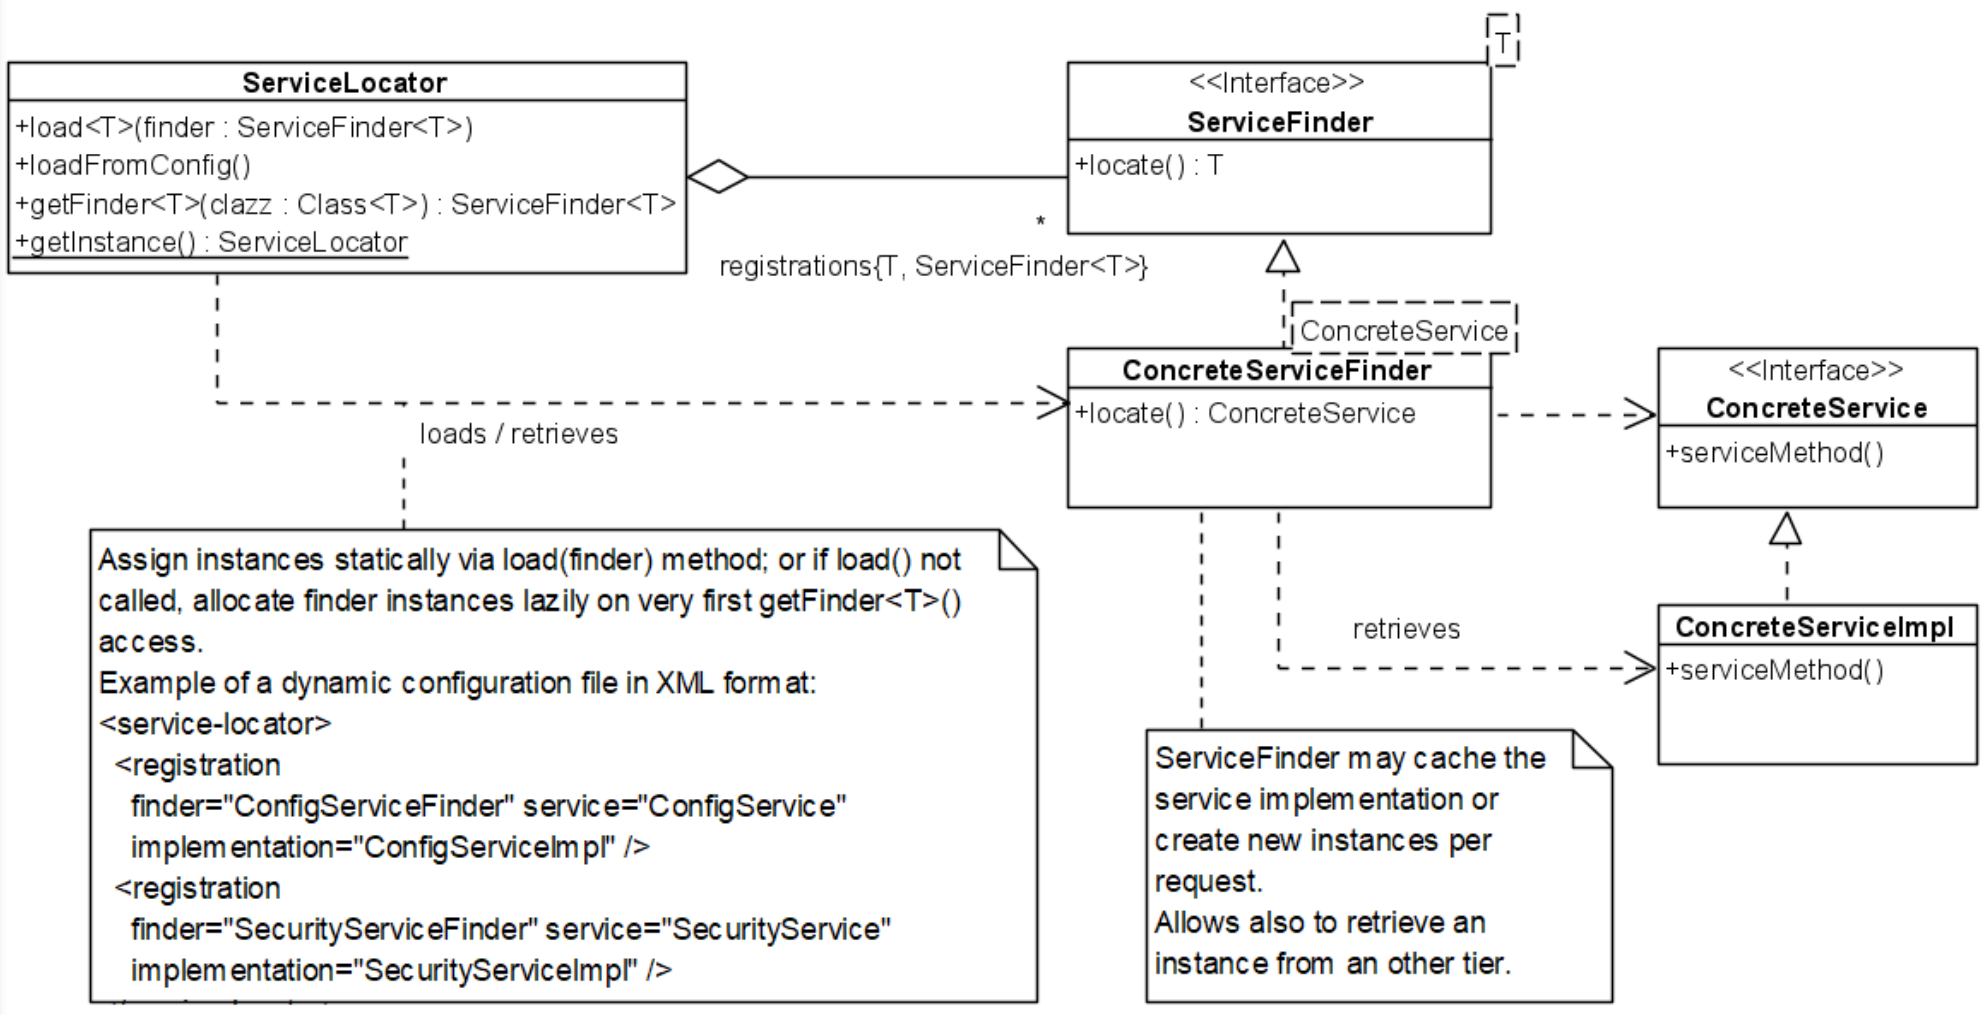 ServiceLocator
+load<T>(finder : ServiceFinder<T>)
+loadFromConfig()
+getFinder<T>(clazz : Class<T>) : ServiceFinder<T>
+getInstance() : ServiceLocator
T
<<Interface>>
ServiceFinder
+locate() : T
*
registrations{T, ServiceFinder<T>}
ConcreteService
ConcreteServiceFinder
+locate() : ConcreteService
<<Interface>>
ConcreteService
+serviceMethod()
loads / retrieves
retrieves
ConcreteServiceImpl
+serviceMethod()
Assign instances statically via load(finder) method; or if load() not
called, allocate finder instances lazily on very first getFinder<T>()
access.
Example of a dynamic configuration file in XML format:
<service-locator>
<registration
finder="ConfigServiceFinder" service="ConfigService"
implementation="ConfigServiceImpl" />
<registration
finder="SecurityServiceFinder" service="SecurityService"
implementation="SecurityServiceImpl" />
ServiceFinder may cache the
service implementation or
create new instances per
request.
Allows also to retrieve an
instance from an other tier.